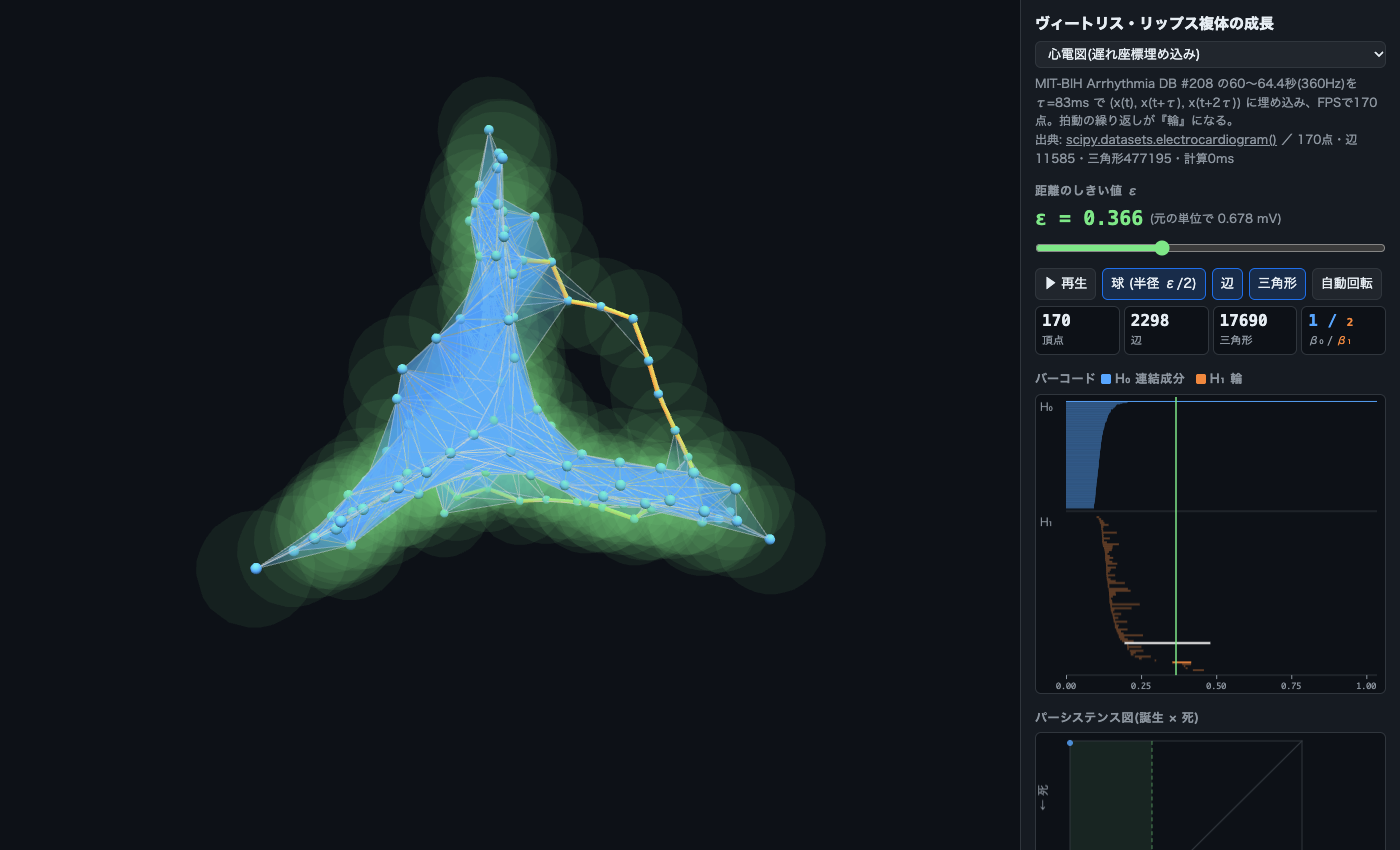 ヴィートリス・リップス複体の成長
心電図(遅れ座標埋め込み)
MIT-BIH Arrhythmia DB #208 の60〜64.4秒(360Hz)を
τ=83ms で (x(t), x(t+τ), x(t+2τ)) に埋め込み、FPSで170
点。拍動の繰り返しが『輪』になる。
出典: scipy.datasets.electrocardiogram() ／ 170点・辺
11585・三角形477195・計算0ms
距離のしきい値 ε
ε = 0.366 (元の単位で 0.678 mV)
▶ 再生 球 (半径 ε/2) 辺 三角形 自動回転
170 2298 17690 1 / 2
頂点 辺 三角形 β₀ / β₁
バーコード H₀ 連結成分 H₁ 輪
H₀
H₁
0.00 0.25 0.50 0.75 1.00
パーシステンス図(誕生 × 死)
← 死